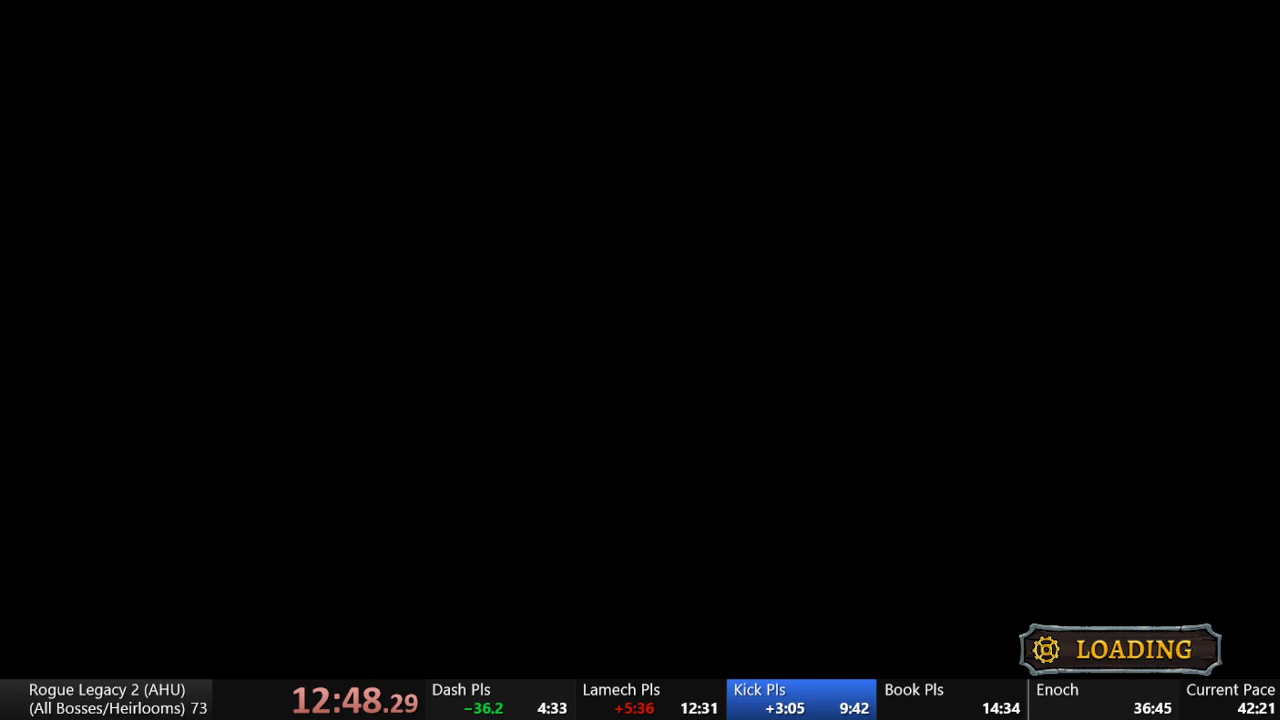 LOADING
Rogue Legacy 2 (AHU)
(All Bosses/Heirlooms) 73
12:48.29
Dash Pls
−36.2 4:33
Lamech Pls
+5:36 12:31
Kick Pls
+3:05 9:42
Book Pls
14:34
Enoch
36:45
Current Pace
42:21